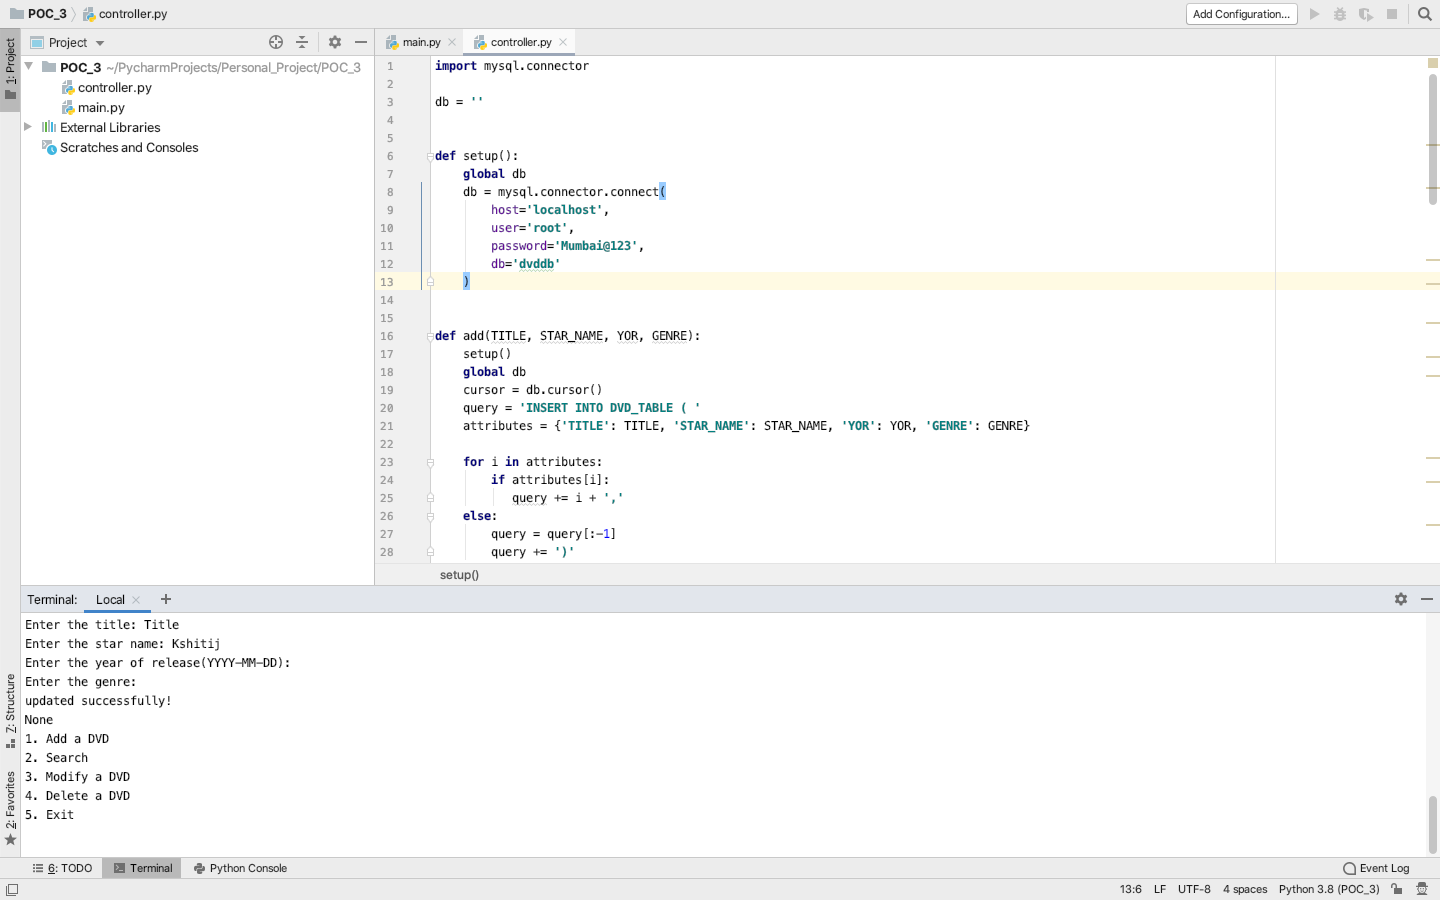 POC_3 controller.py Add Configuration...
1: Project
Project
main.py controller.py
POC_3 ~/PycharmProjects/Personal_Project/POC_3
controller.py
main.py
External Libraries
Scratches and Consoles
1 import mysql.connector
2
3 db = ''
4
5
6 def setup():
7 global db
8 db = mysql.connector.connect(
9 host='localhost',
10 user='root',
11 password='Mumbai@123',
12 db='dvddb'
13 )
14
15
16 def add(TITLE, STAR_NAME, YOR, GENRE):
17 setup()
18 global db
19 cursor = db.cursor()
20 query = 'INSERT INTO DVD_TABLE ( '
21 attributes = {'TITLE': TITLE, 'STAR_NAME': STAR_NAME, 'YOR': YOR, 'GENRE': GENRE}
22
23 for i in attributes:
24 if attributes[i]:
25 query += i + ','
26 else:
27 query = query[:-1]
28 query += ')'
setup()
Terminal: Local
Enter the title: Title
Enter the star name: Kshitij
Enter the year of release(YYYY-MM-DD):
Enter the genre:
updated successfully!
None
1. Add a DVD
2. Search
3. Modify a DVD
4. Delete a DVD
5. Exit
Z: Structure
2: Favorites
6: TODO Terminal Python Console Event Log
13:6 LF UTF-8 4 spaces Python 3.8 (POC_3)